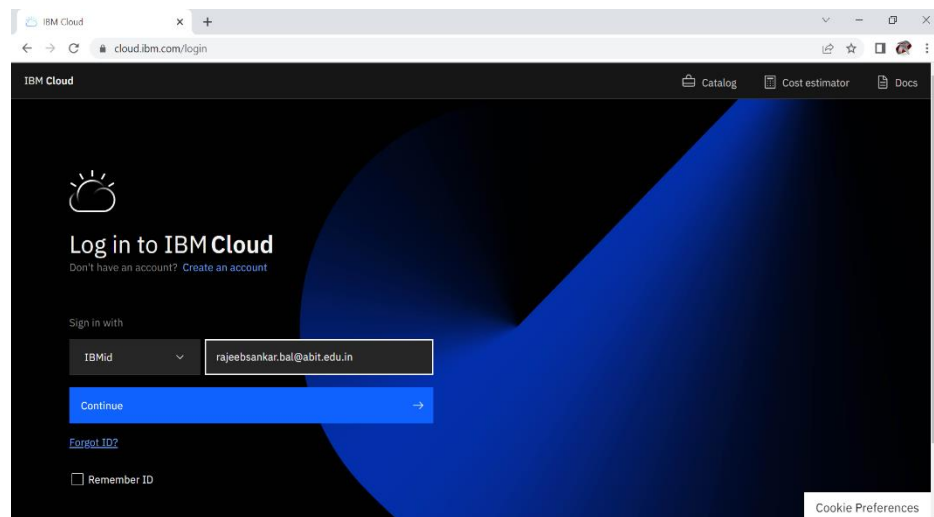 IBM Cloud
cloud.ibm.com/login
IBM Cloud
Catalog Cost estimator Docs
Log in to IBM Cloud
Don't have an account? Create an account
Sign in with
IBMid rajeebsankar.bal@abit.edu.in
Continue
Forgot ID?
Remember ID
Cookie Preferences